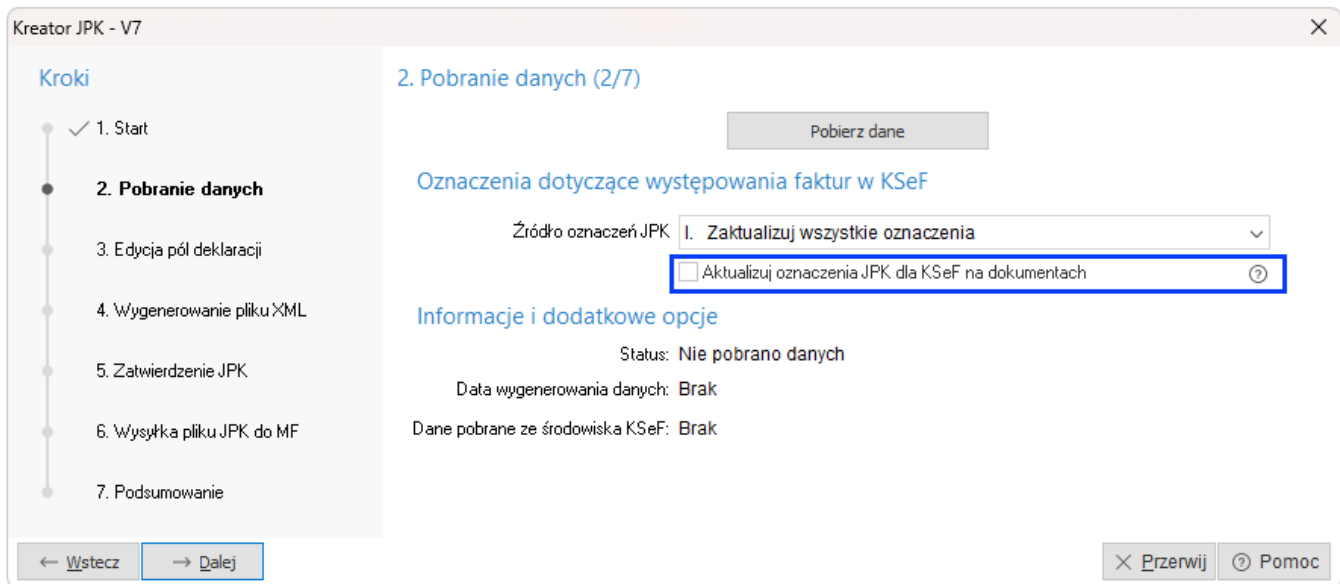 Kreator JPK - V7
Kroki
1. Start
2. Pobranie danych
3. Edycja pól deklaracji
4. Wygenerowanie pliku XML
5. Zatwierdzenie JPK
6. Wysyłka pliku JPK do MF
7. Podsumowanie
2. Pobranie danych (2/7)
Pobierz dane
Oznaczenia dotyczące występowania faktur w KSeF
Źródło oznaczeń JPK I. Zaktualizuj wszystkie oznaczenia
Aktualizuj oznaczenia JPK dla KSeF na dokumentach
Informacje i dodatkowe opcje
Status: Nie pobrano danych
Data wygenerowania danych: Brak
Dane pobrane ze środowiska KSeF: Brak
← Wstecz → Dalej Przerwij Pomoc